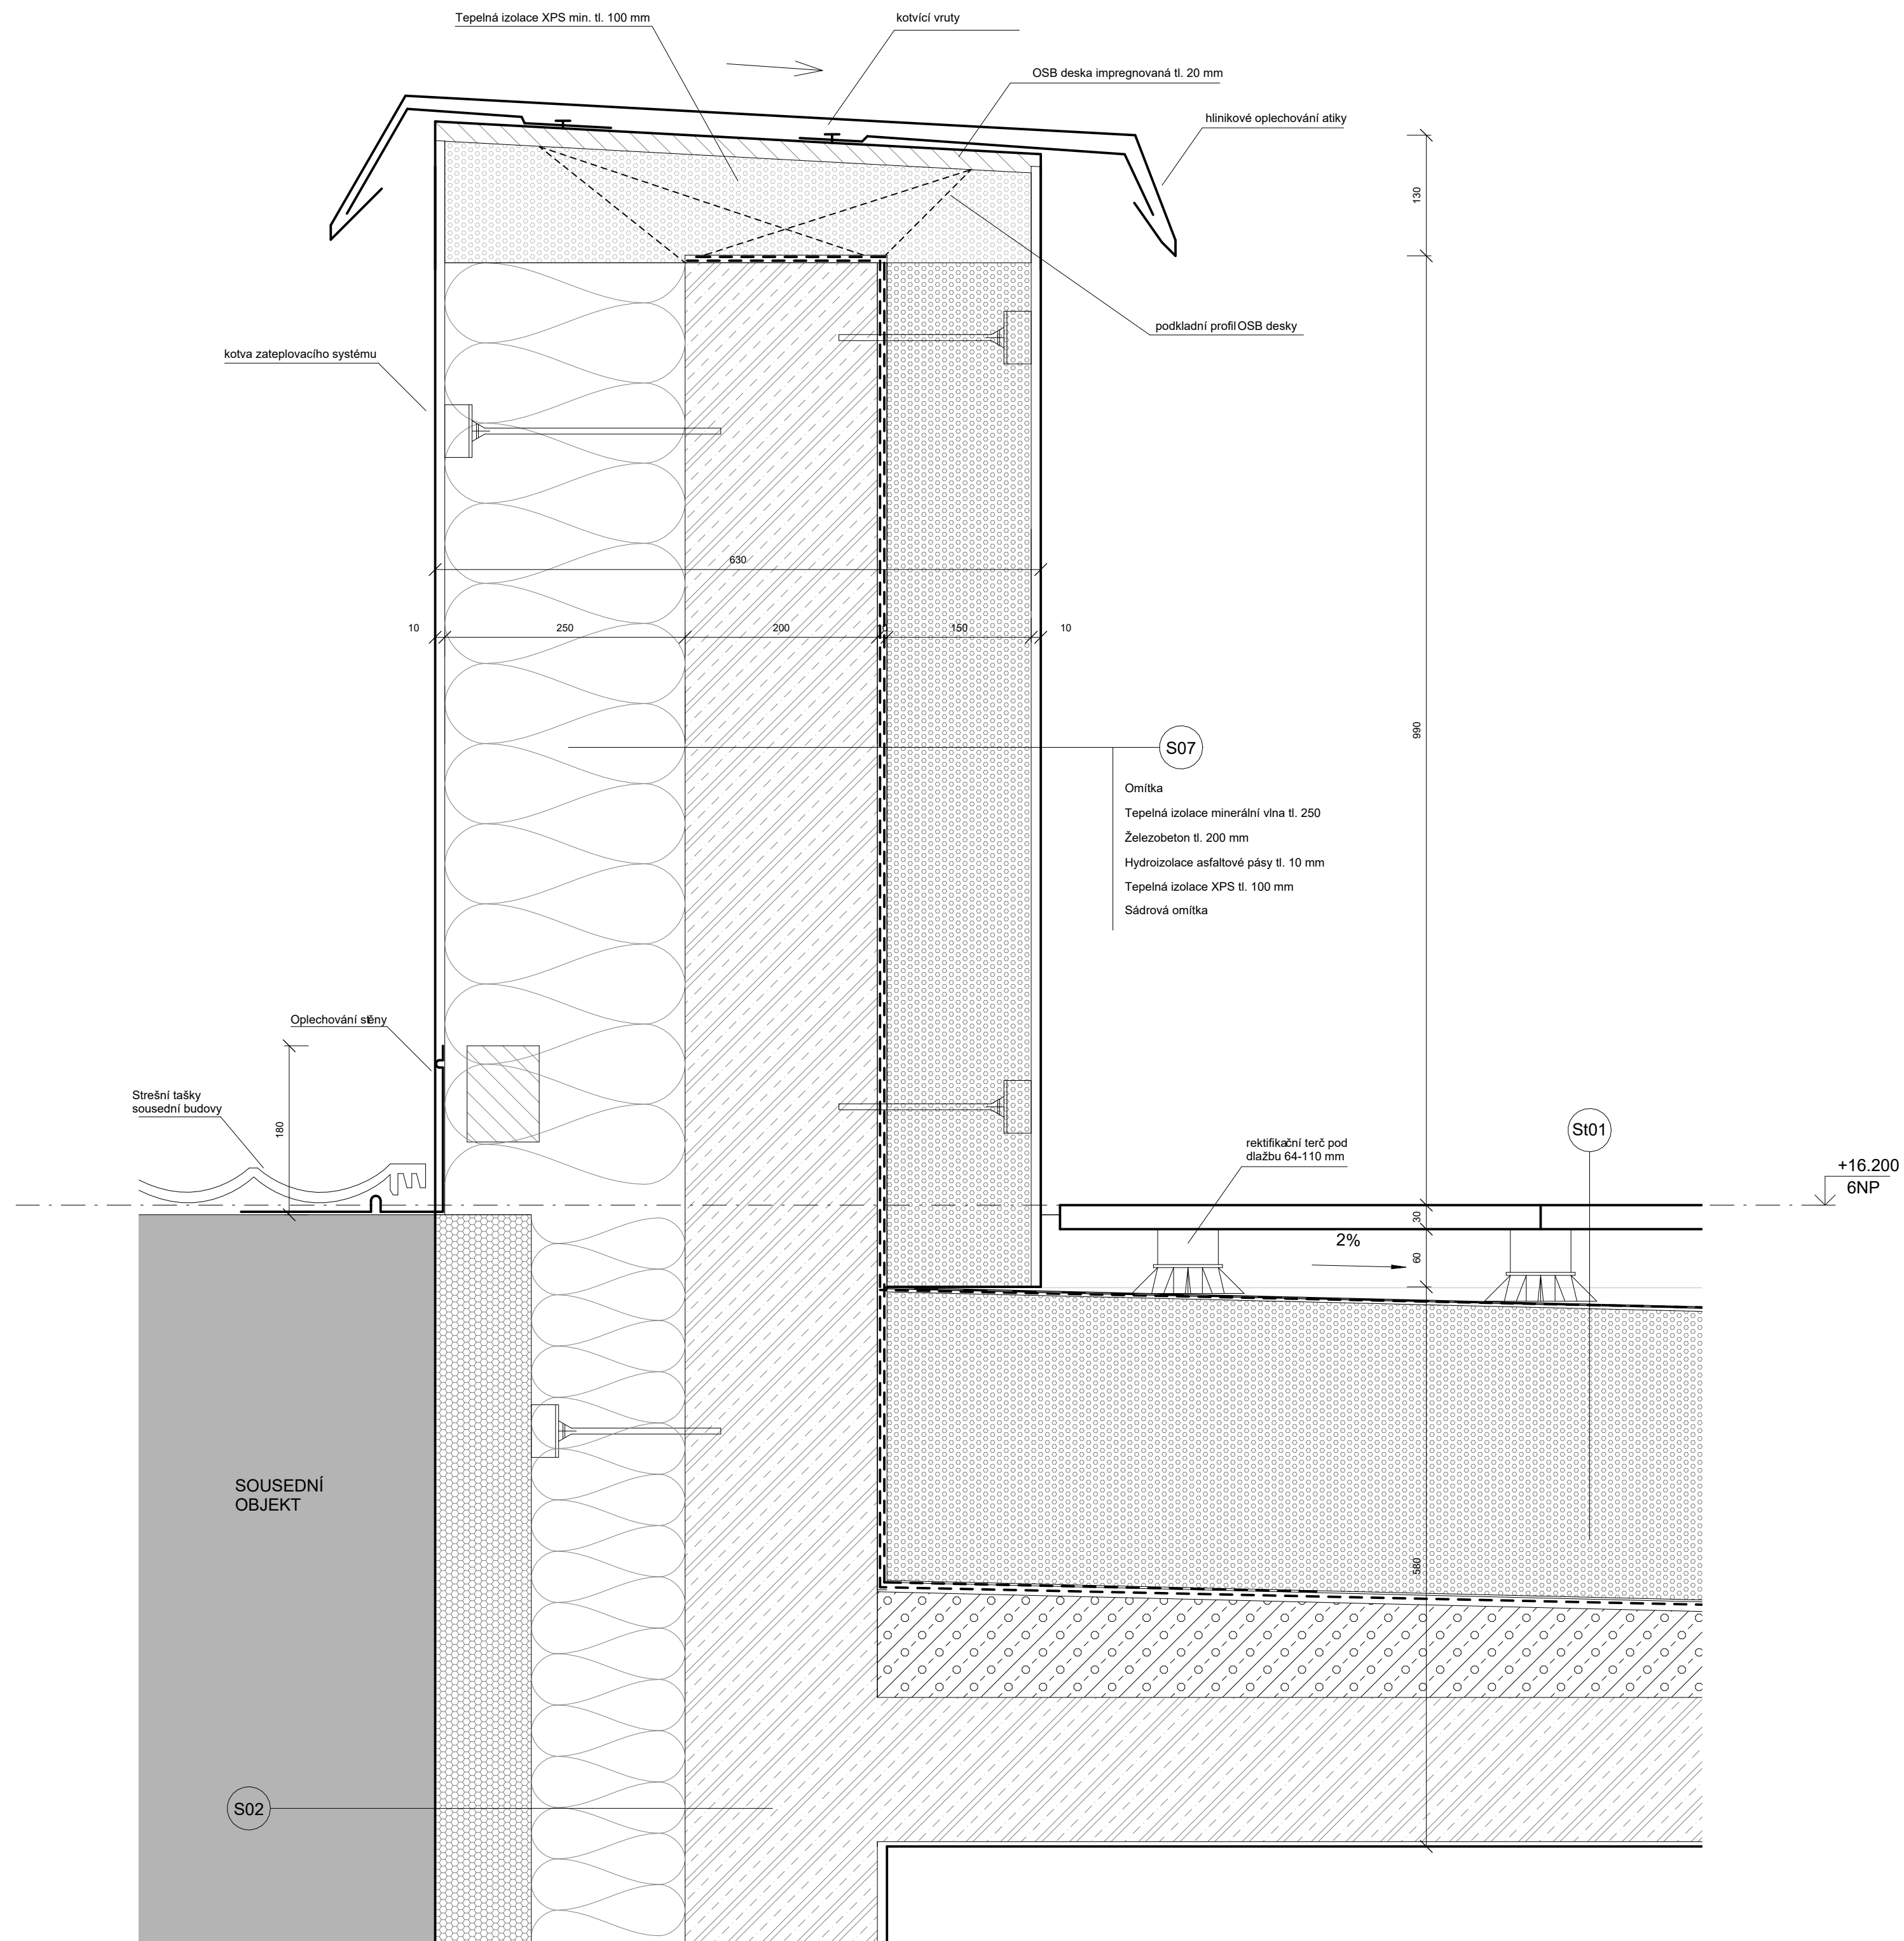 Tepelná izolace XPS min. tl. 100 mm
kotvící vruty
OSB deska impregnovaná tl. 20 mm
hlinikové oplechování atiky
130
podkladní profil OSB desky
kotva zateplovacího systému
630
10
250
200
150
10
990
S07
Omítka
Tepelná izolace minerální vlna tl. 250
Železobeton tl. 200 mm
Hydroizolace asfaltové pásy tl. 10 mm
Tepelná izolace XPS tl. 100 mm
Sádrová omítka
Oplechování stěny
Strešní tašky
sousední budovy
180
rektifikační terč pod
dlažbu 64-110 mm
St01
+16.200
6NP
30
2%
60
SOUSEDNÍ
OBJEKT
580
S02